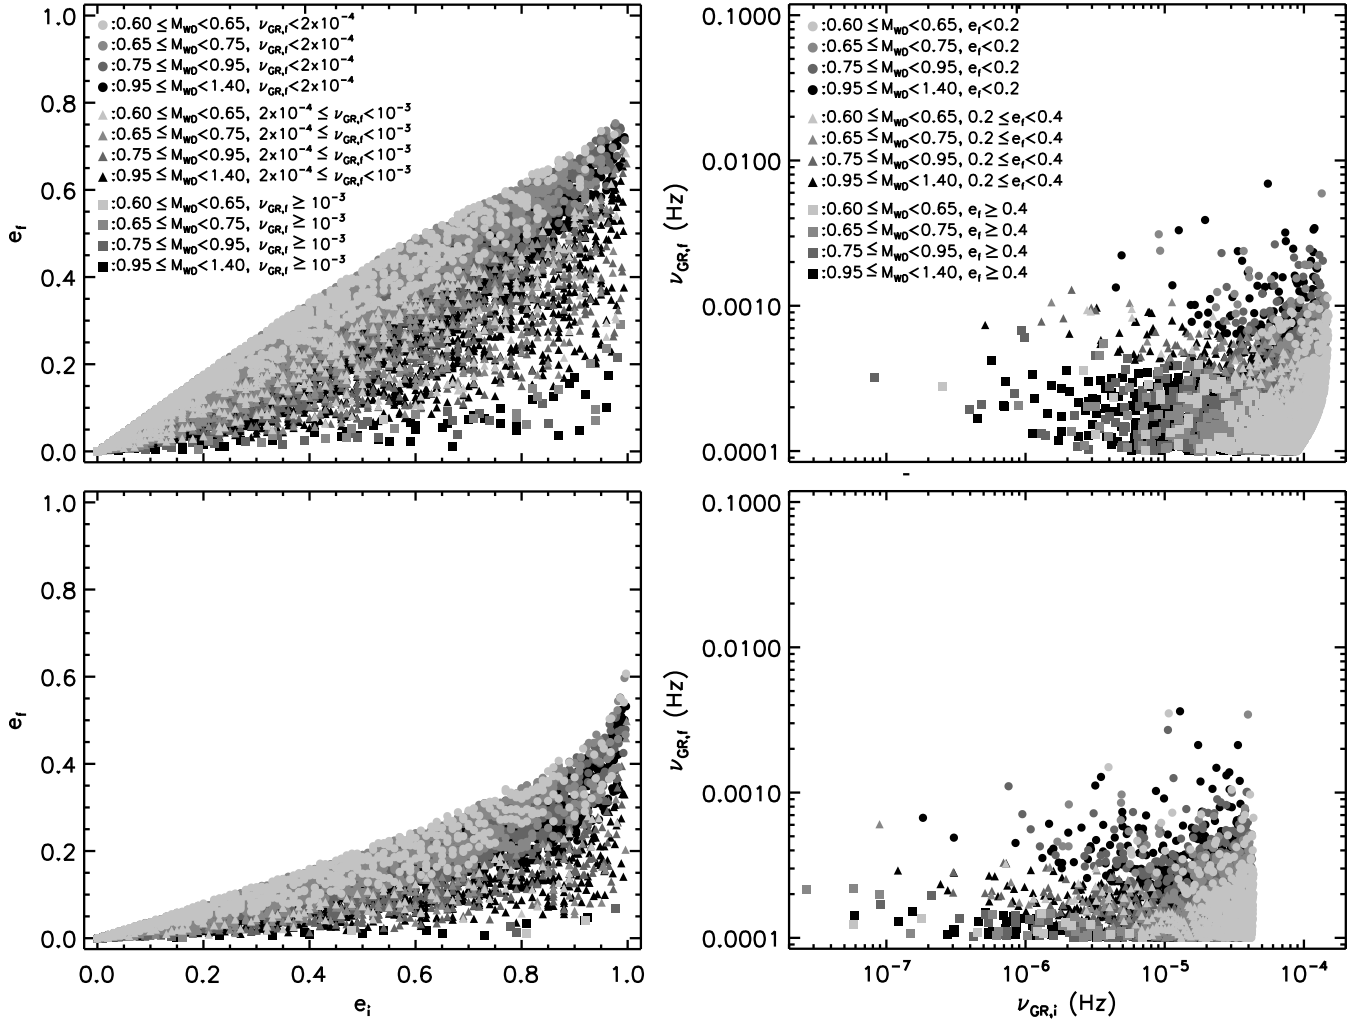 1.0
0.8
0.6
0.4
0.2
0.0
e_f
:0.60 ≤ M_WD < 0.65, ν_GR,f < 2×10^-4
:0.65 ≤ M_WD < 0.75, ν_GR,f < 2×10^-4
:0.75 ≤ M_WD < 0.95, ν_GR,f < 2×10^-4
:0.95 ≤ M_WD < 1.40, ν_GR,f < 2×10^-4
:0.60 ≤ M_WD < 0.65, 2×10^-4 ≤ ν_GR,f < 10^-3
:0.65 ≤ M_WD < 0.75, 2×10^-4 ≤ ν_GR,f < 10^-3
:0.75 ≤ M_WD < 0.95, 2×10^-4 ≤ ν_GR,f < 10^-3
:0.95 ≤ M_WD < 1.40, 2×10^-4 ≤ ν_GR,f < 10^-3
:0.60 ≤ M_WD < 0.65, ν_GR,f ≥ 10^-3
:0.65 ≤ M_WD < 0.75, ν_GR,f ≥ 10^-3
:0.75 ≤ M_WD < 0.95, ν_GR,f ≥ 10^-3
:0.95 ≤ M_WD < 1.40, ν_GR,f ≥ 10^-3
0.1000
0.0100
0.0010
0.0001
ν_GR,f (Hz)
:0.60 ≤ M_WD < 0.65, e_f < 0.2
:0.65 ≤ M_WD < 0.75, e_f < 0.2
:0.75 ≤ M_WD < 0.95, e_f < 0.2
:0.95 ≤ M_WD < 1.40, e_f < 0.2
:0.60 ≤ M_WD < 0.65, 0.2 ≤ e_f < 0.4
:0.65 ≤ M_WD < 0.75, 0.2 ≤ e_f < 0.4
:0.75 ≤ M_WD < 0.95, 0.2 ≤ e_f < 0.4
:0.95 ≤ M_WD < 1.40, 0.2 ≤ e_f < 0.4
:0.60 ≤ M_WD < 0.65, e_f ≥ 0.4
:0.65 ≤ M_WD < 0.75, e_f ≥ 0.4
:0.75 ≤ M_WD < 0.95, e_f ≥ 0.4
:0.95 ≤ M_WD < 1.40, e_f ≥ 0.4
1.0
0.8
0.6
0.4
0.2
0.0
e_f
0.0 0.2 0.4 0.6 0.8 1.0
e_i
0.1000
0.0100
0.0010
0.0001
ν_GR,f (Hz)
10^-7 10^-6 10^-5 10^-4
ν_GR,i (Hz)